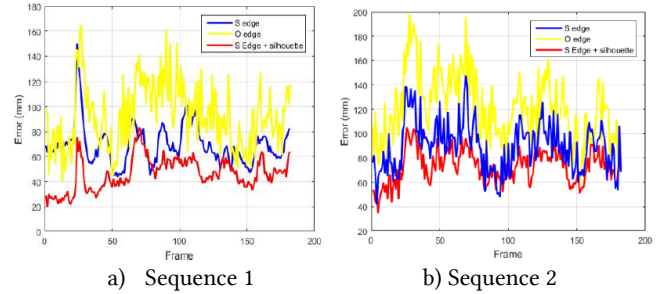 180
160
140
120
100
80
60
40
20
0
Error (mm)
0
50
100
150
200
Frame
S edge
O edge
S Edge + silhouette
a) Sequence 1
200
180
160
140
120
100
80
60
40
20
Error (mm)
0
50
100
150
200
Frame
S edge
O edge
S Edge + silhouette
b) Sequence 2